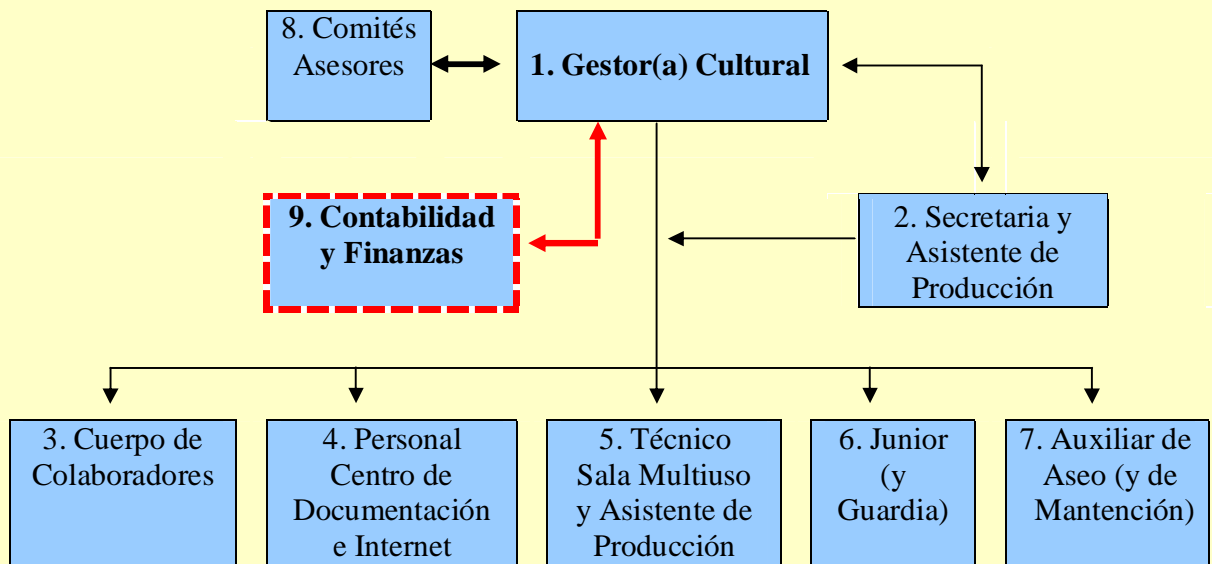 8. Comités
Asesores
1. Gestor(a) Cultural
9. Contabilidad
y Finanzas
2. Secretaria y
Asistente de
Producción
3. Cuerpo de
Colaboradores
4. Personal
Centro de
Documentación
e Internet
5. Técnico
Sala Multiuso
y Asistente de
Producción
6. Junior
(y
Guardia)
7. Auxiliar de
Aseo (y de
Mantención)